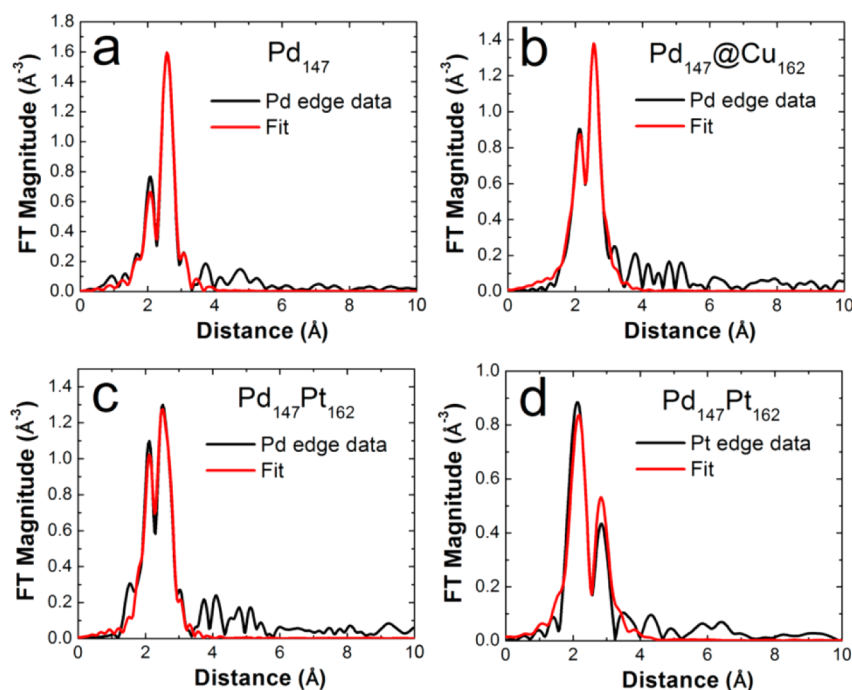 a
Pd147
Pd edge data
Fit
FT Magnitude (Å-3)
1.8
1.6
1.4
1.2
1.0
0.8
0.6
0.4
0.2
0.0
0 2 4 6 8 10
Distance (Å)
b
Pd147@Cu162
Pd edge data
Fit
FT Magnitude (Å-3)
1.4
1.2
1.0
0.8
0.6
0.4
0.2
0.0
0 2 4 6 8 10
Distance (Å)
c
Pd147Pt162
Pd edge data
Fit
FT Magnitude (Å-3)
1.4
1.2
1.0
0.8
0.6
0.4
0.2
0.0
0 2 4 6 8 10
Distance (Å)
d
Pd147Pt162
Pt edge data
Fit
FT Magnitude (Å-3)
1.0
0.8
0.6
0.4
0.2
0.0
0 2 4 6 8 10
Distance (Å)